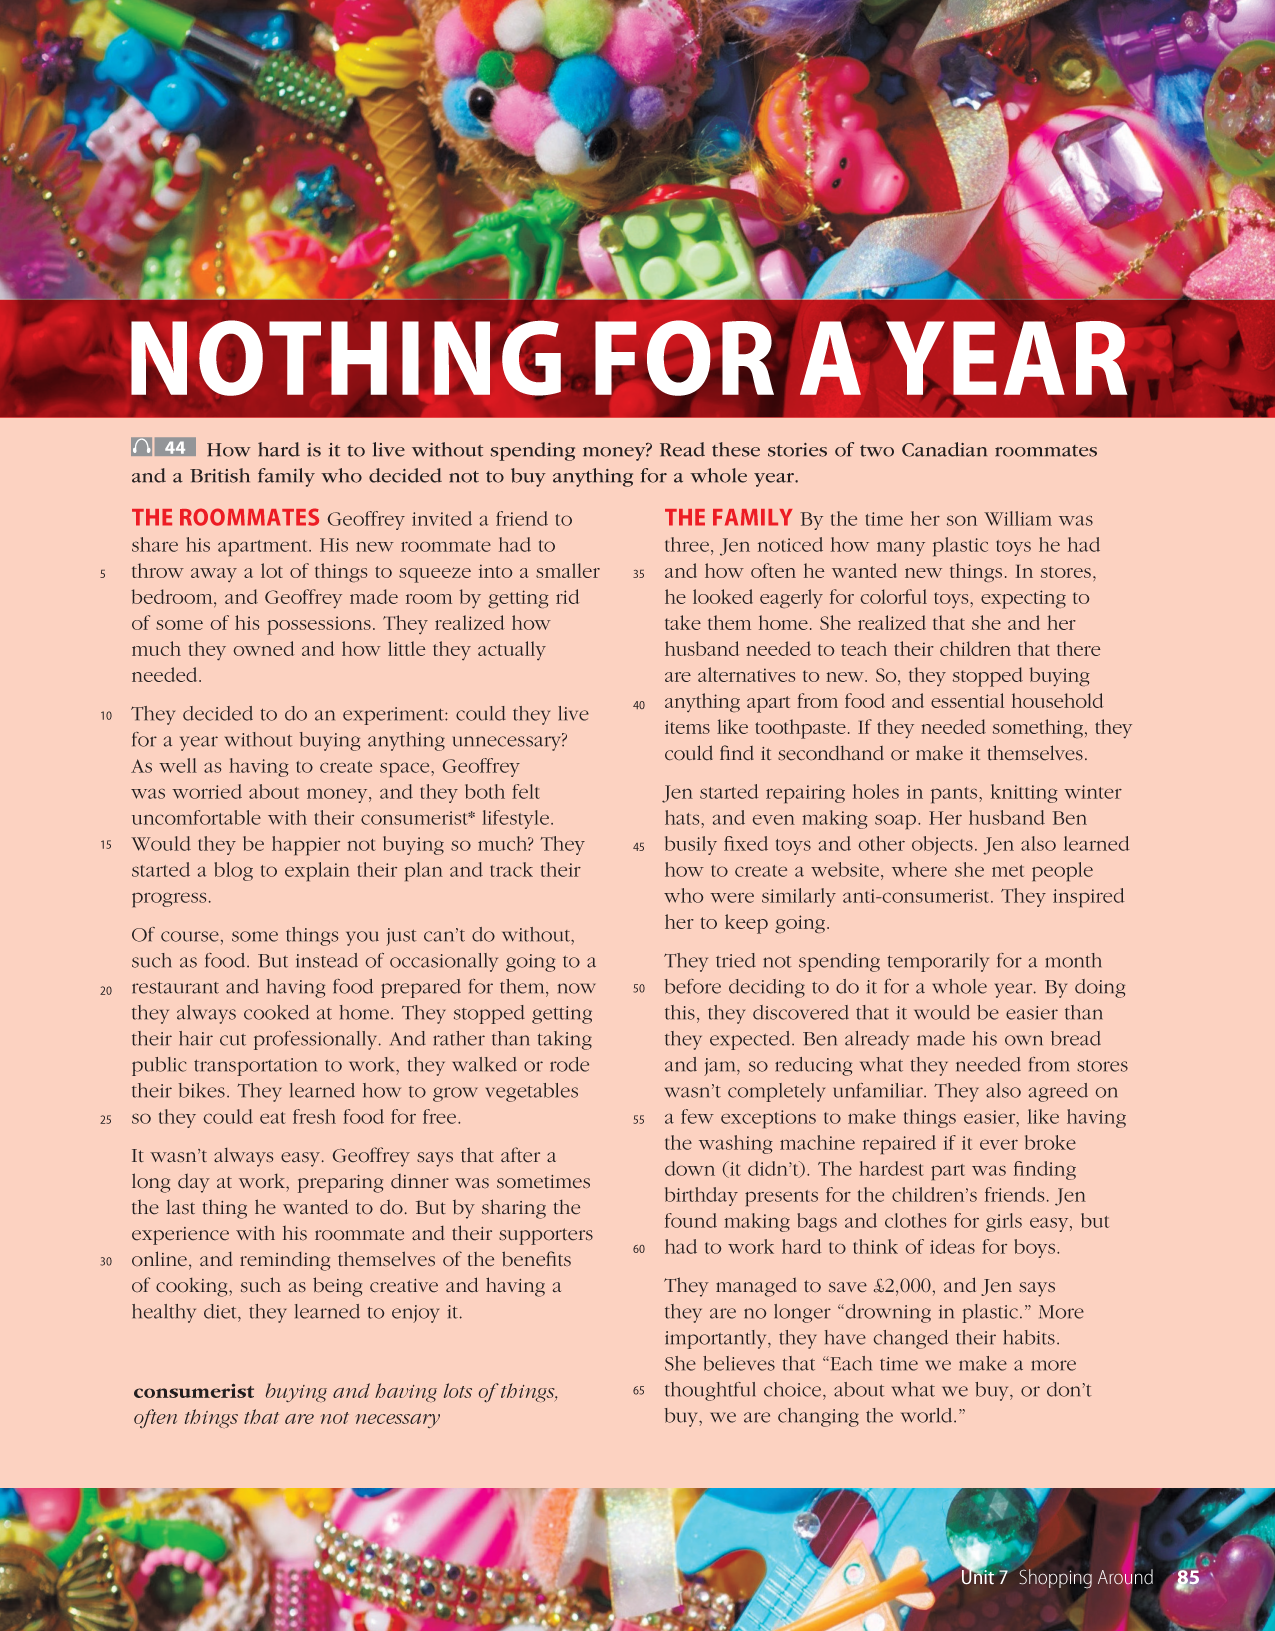 NOTHING FOR A YEAR
44 How hard is it to live without spending money? Read these stories of two Canadian roommates
and a British family who decided not to buy anything for a whole year.
THE ROOMMATES Geoffrey invited a friend to
share his apartment. His new roommate had to
5 throw away a lot of things to squeeze into a smaller
bedroom, and Geoffrey made room by getting rid
of some of his possessions. They realized how
much they owned and how little they actually
needed.
10 They decided to do an experiment: could they live
for a year without buying anything unnecessary?
As well as having to create space, Geoffrey
was worried about money, and they both felt
uncomfortable with their consumerist* lifestyle.
15 Would they be happier not buying so much? They
started a blog to explain their plan and track their
progress.
Of course, some things you just can't do without,
such as food. But instead of occasionally going to a
20 restaurant and having food prepared for them, now
they always cooked at home. They stopped getting
their hair cut professionally. And rather than taking
public transportation to work, they walked or rode
their bikes. They learned how to grow vegetables
25 so they could eat fresh food for free.
It wasn't always easy. Geoffrey says that after a
long day at work, preparing dinner was sometimes
the last thing he wanted to do. But by sharing the
experience with his roommate and their supporters
30 online, and reminding themselves of the benefits
of cooking, such as being creative and having a
healthy diet, they learned to enjoy it.
consumerist buying and having lots of things,
often things that are not necessary
THE FAMILY By the time her son William was
three, Jen noticed how many plastic toys he had
35 and how often he wanted new things. In stores,
he looked eagerly for colorful toys, expecting to
take them home. She realized that she and her
husband needed to teach their children that there
are alternatives to new. So, they stopped buying
40 anything apart from food and essential household
items like toothpaste. If they needed something, they
could find it secondhand or make it themselves.
Jen started repairing holes in pants, knitting winter
hats, and even making soap. Her husband Ben
45 busily fixed toys and other objects. Jen also learned
how to create a website, where she met people
who were similarly anti-consumerist. They inspired
her to keep going.
They tried not spending temporarily for a month
50 before deciding to do it for a whole year. By doing
this, they discovered that it would be easier than
they expected. Ben already made his own bread
and jam, so reducing what they needed from stores
wasn't completely unfamiliar. They also agreed on
55 a few exceptions to make things easier, like having
the washing machine repaired if it ever broke
down (it didn't). The hardest part was finding
birthday presents for the children's friends. Jen
found making bags and clothes for girls easy, but
60 had to work hard to think of ideas for boys.
They managed to save £2,000, and Jen says
they are no longer "drowning in plastic." More
importantly, they have changed their habits.
She believes that "Each time we make a more
65 thoughtful choice, about what we buy, or don't
buy, we are changing the world."
Unit 7 Shopping Around 85